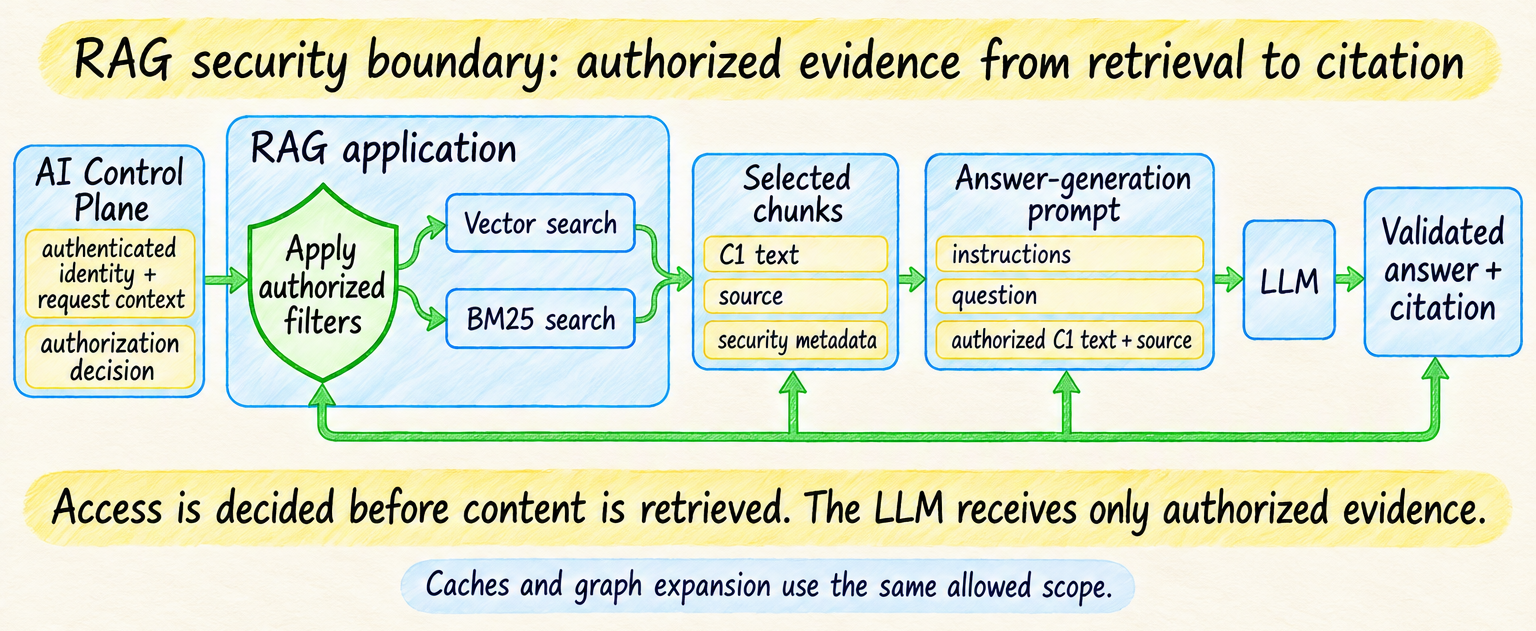 RAG security boundary: authorized evidence from retrieval to citation
AI Control
Plane
authenticated
identity +
request context
authorization
decision
RAG application
Apply
authorized
filters
Vector search
BM25 search
Selected
chunks
C1 text
source
security metadata
Answer-generation
prompt
instructions
question
authorized C1 text + source
LLM
Validated
answer +
citation
Access is decided before content is retrieved. The LLM receives only authorized evidence.
Caches and graph expansion use the same allowed scope.